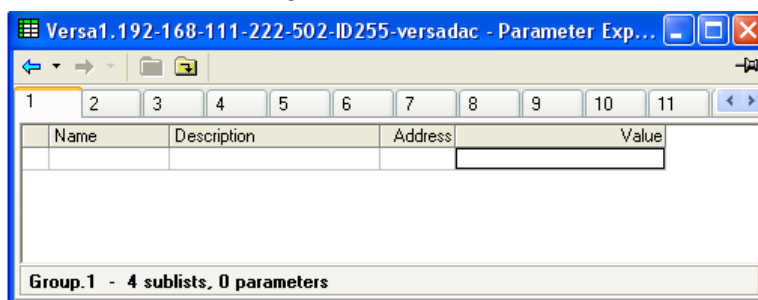 Versa1.192-168-111-222-502-ID255-versadac - Parameter Exp...
1 2 3 4 5 6 7 8 9 10 11
Name Description Address Value
Group.1 - 4 sublists, 0 parameters